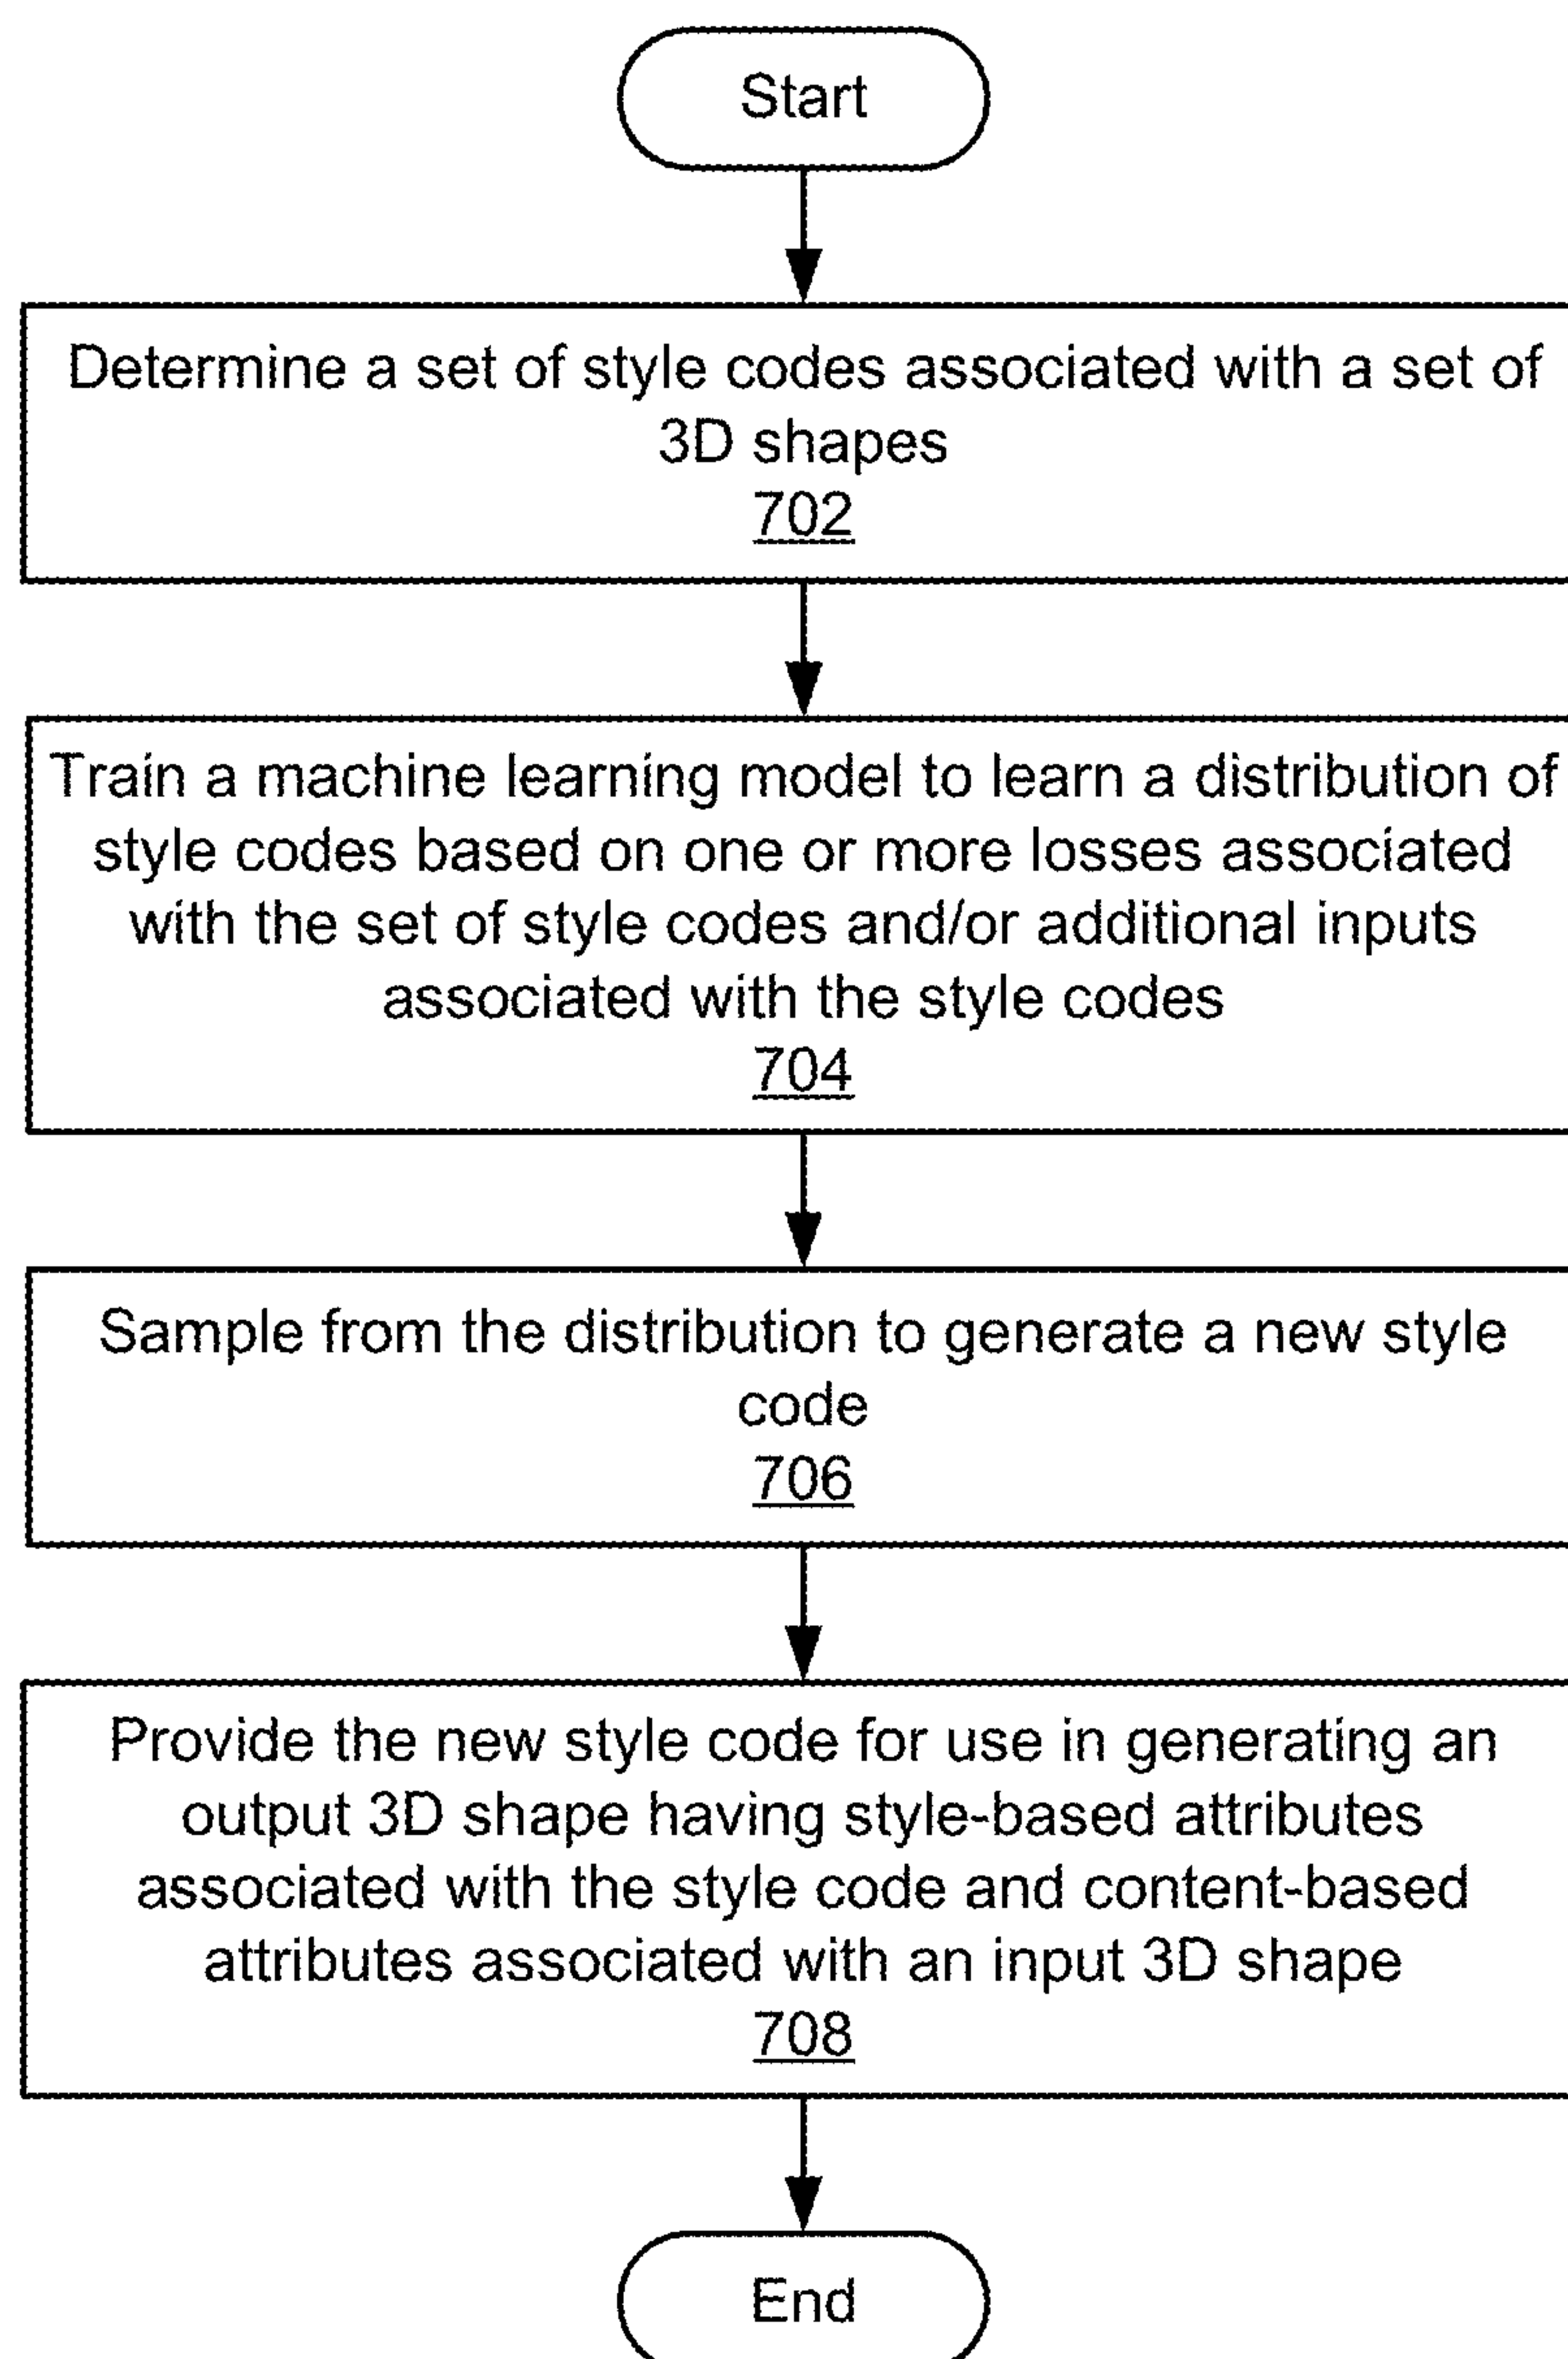 Start
Determine a set of style codes associated with a set of
3D shapes
702
Train a machine learning model to learn a distribution of
style codes based on one or more losses associated
with the set of style codes and/or additional inputs
associated with the style codes
704
Sample from the distribution to generate a new style
code
706
Provide the new style code for use in generating an
output 3D shape having style-based attributes
associated with the style code and content-based
attributes associated with an input 3D shape
708
End